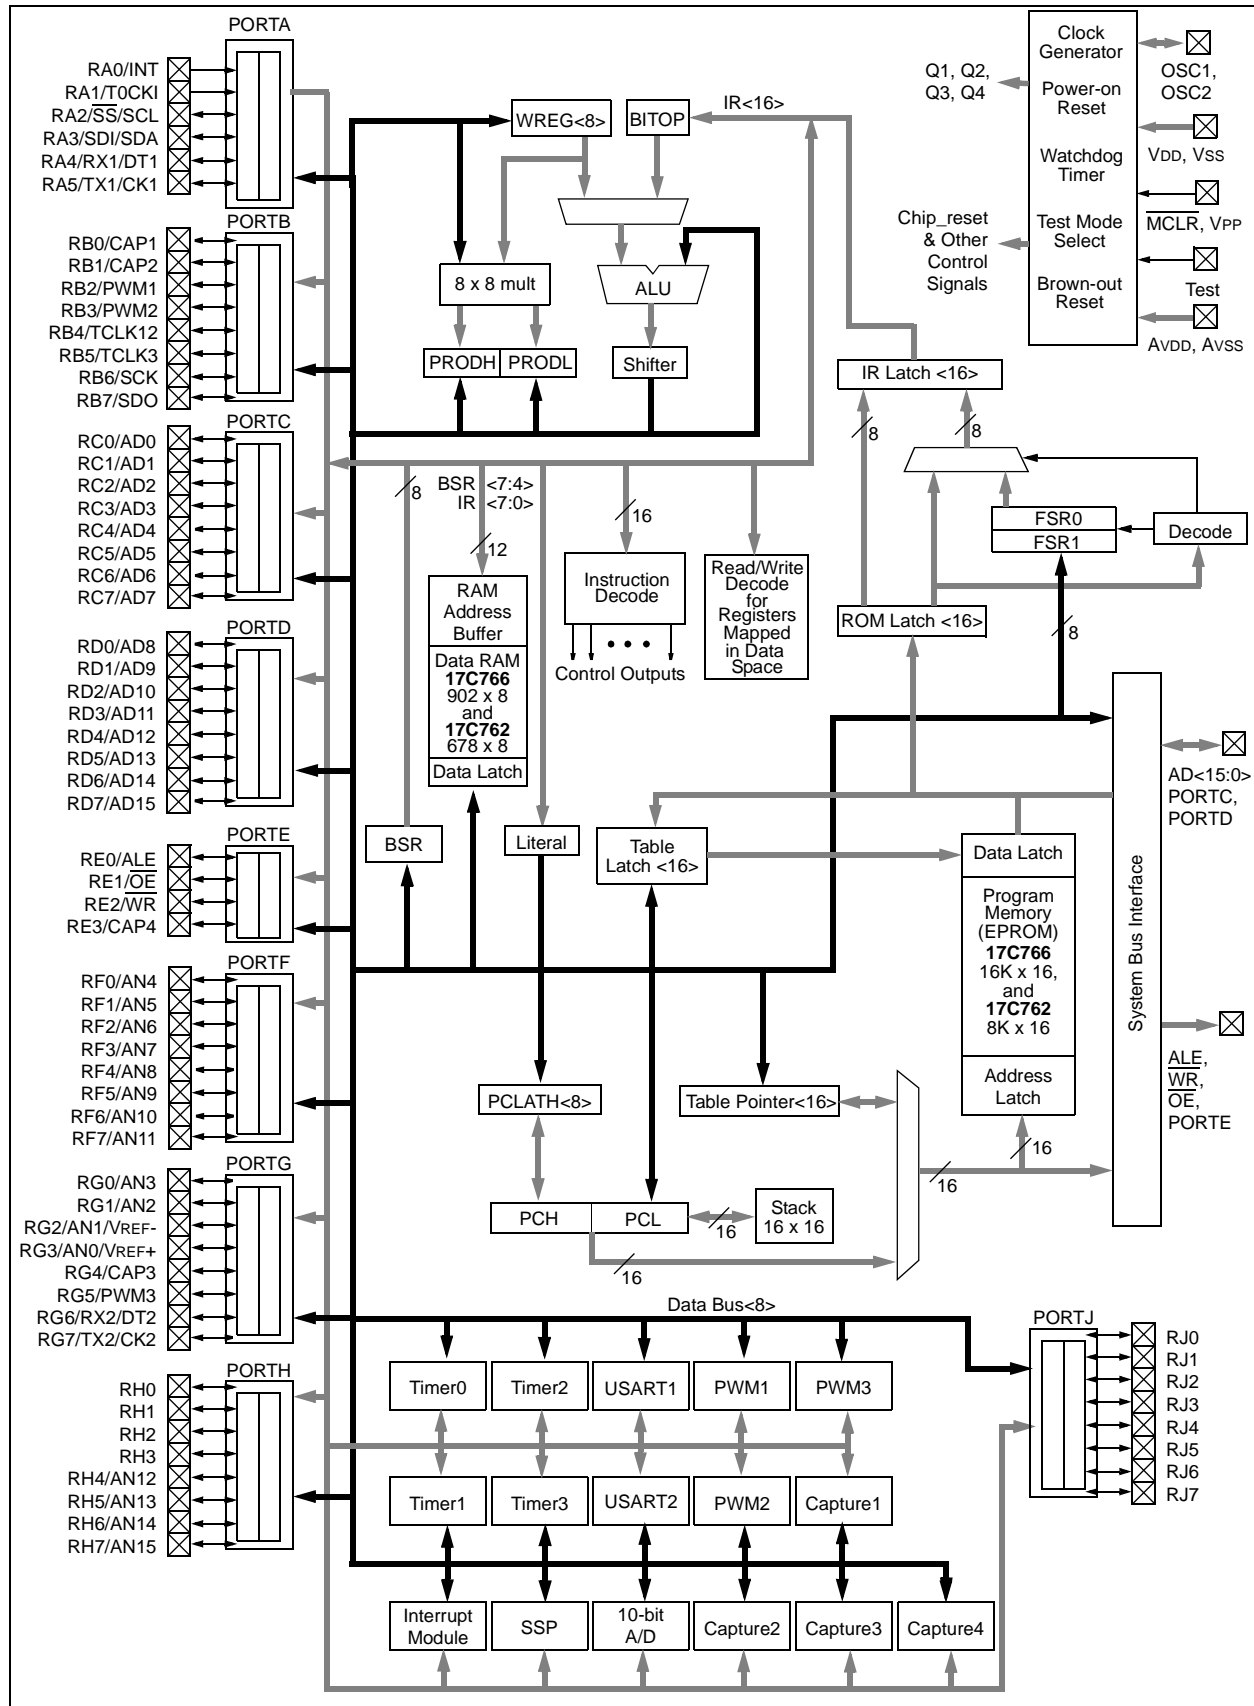 PORTA
RA0/INT
RA1/T0CKI
RA2/SS/SCL
RA3/SDI/SDA
RA4/RX1/DT1
RA5/TX1/CK1
PORTB
RB0/CAP1
RB1/CAP2
RB2/PWM1
RB3/PWM2
RB4/TCLK12
RB5/TCLK3
RB6/SCK
RB7/SDO
PORTC
RC0/AD0
RC1/AD1
RC2/AD2
RC3/AD3
RC4/AD4
RC5/AD5
RC6/AD6
RC7/AD7
PORTD
RD0/AD8
RD1/AD9
RD2/AD10
RD3/AD11
RD4/AD12
RD5/AD13
RD6/AD14
RD7/AD15
PORTE
RE0/ALE
RE1/OE
RE2/WR
RE3/CAP4
PORTF
RF0/AN4
RF1/AN5
RF2/AN6
RF3/AN7
RF4/AN8
RF5/AN9
RF6/AN10
RF7/AN11
PORTG
RG0/AN3
RG1/AN2
RG2/AN1/VREF-
RG3/AN0/VREF+
RG4/CAP3
RG5/PWM3
RG6/RX2/DT2
RG7/TX2/CK2
PORTH
RH0
RH1
RH2
RH3
RH4/AN12
RH5/AN13
RH6/AN14
RH7/AN15
WREG<8>
BITOP
IR<16>
8 x 8 mult
ALU
PRODH
PRODL
Shifter
Q1, Q2,
Q3, Q4
Chip_reset
& Other
Control
Signals
Clock
Generator
Power-on
Reset
Watchdog
Timer
Test Mode
Select
Brown-out
Reset
OSC1,
OSC2
VDD, VSS
MCLR, VPP
Test
AVDD, AVSS
IR Latch <16>
8
8
FSR0
FSR1
Decode
ROM Latch <16>
8
8
BSR <7:4>
IR <7:0>
12
16
RAM
Address
Buffer
Data RAM
17C766
902 x 8
and
17C762
678 x 8
Data Latch
Instruction
Decode
• • •
Control Outputs
Read/Write
Decode
for
Registers
Mapped
in Data
Space
BSR
Literal
Table
Latch <16>
Data Latch
Program
Memory
(EPROM)
17C766
16K x 16,
and
17C762
8K x 16
Address
Latch
16
System Bus Interface
AD<15:0>
PORTC,
PORTD
ALE,
WR,
OE,
PORTE
PCLATH<8>
Table Pointer<16>
16
PCH
PCL
16
Stack
16 x 16
16
Data Bus<8>
Timer0
Timer2
USART1
PWM1
PWM3
Timer1
Timer3
USART2
PWM2
Capture1
Interrupt
Module
SSP
10-bit
A/D
Capture2
Capture3
Capture4
PORTJ
RJ0
RJ1
RJ2
RJ3
RJ4
RJ5
RJ6
RJ7